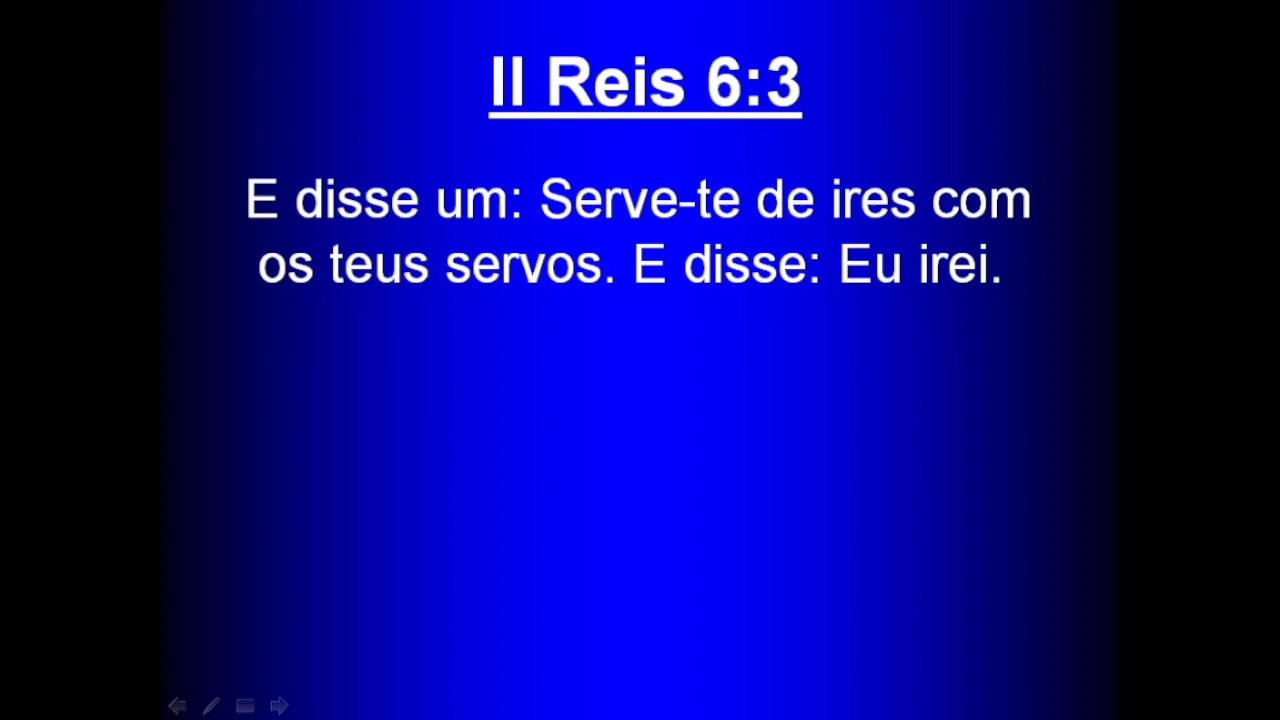 II Reis 6:3
E disse um: Serve-te de ires com
os teus servos. E disse: Eu irei.